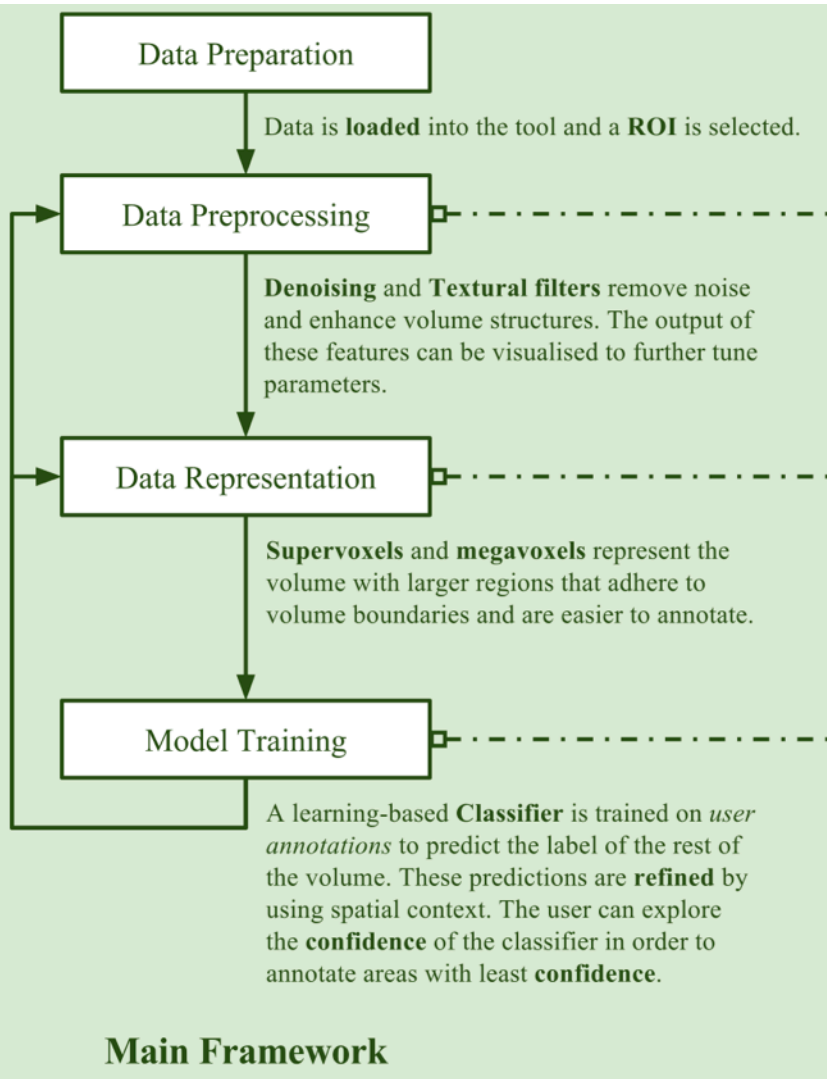 Data Preparation
Data is loaded into the tool and a ROI is selected.
Data Preprocessing
Denoising and Textural filters remove noise
and enhance volume structures. The output of
these features can be visualised to further tune
parameters.
Data Representation
Supervoxels and megavoxels represent the
volume with larger regions that adhere to
volume boundaries and are easier to annotate.
Model Training
A learning-based Classifier is trained on user
annotations to predict the label of the rest of
the volume. These predictions are refined by
using spatial context. The user can explore
the confidence of the classifier in order to
annotate areas with least confidence.
Main Framework